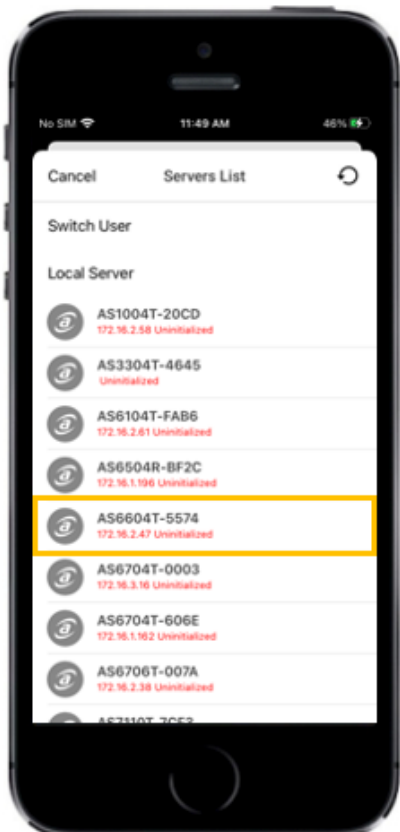 No SIM 11:49 AM 46%
Cancel Servers List
Switch User
Local Server
AS1004T-20CD
172.16.2.58 Uninitialized
AS3304T-4645
Uninitialized
AS6104T-FAB6
172.16.2.61 Uninitialized
AS6504R-BF2C
172.16.1.196 Uninitialized
AS6604T-5574
172.16.2.47 Uninitialized
AS6704T-0003
172.16.3.16 Uninitialized
AS6704T-606E
172.16.1.162 Uninitialized
AS6706T-007A
172.16.2.38 Uninitialized